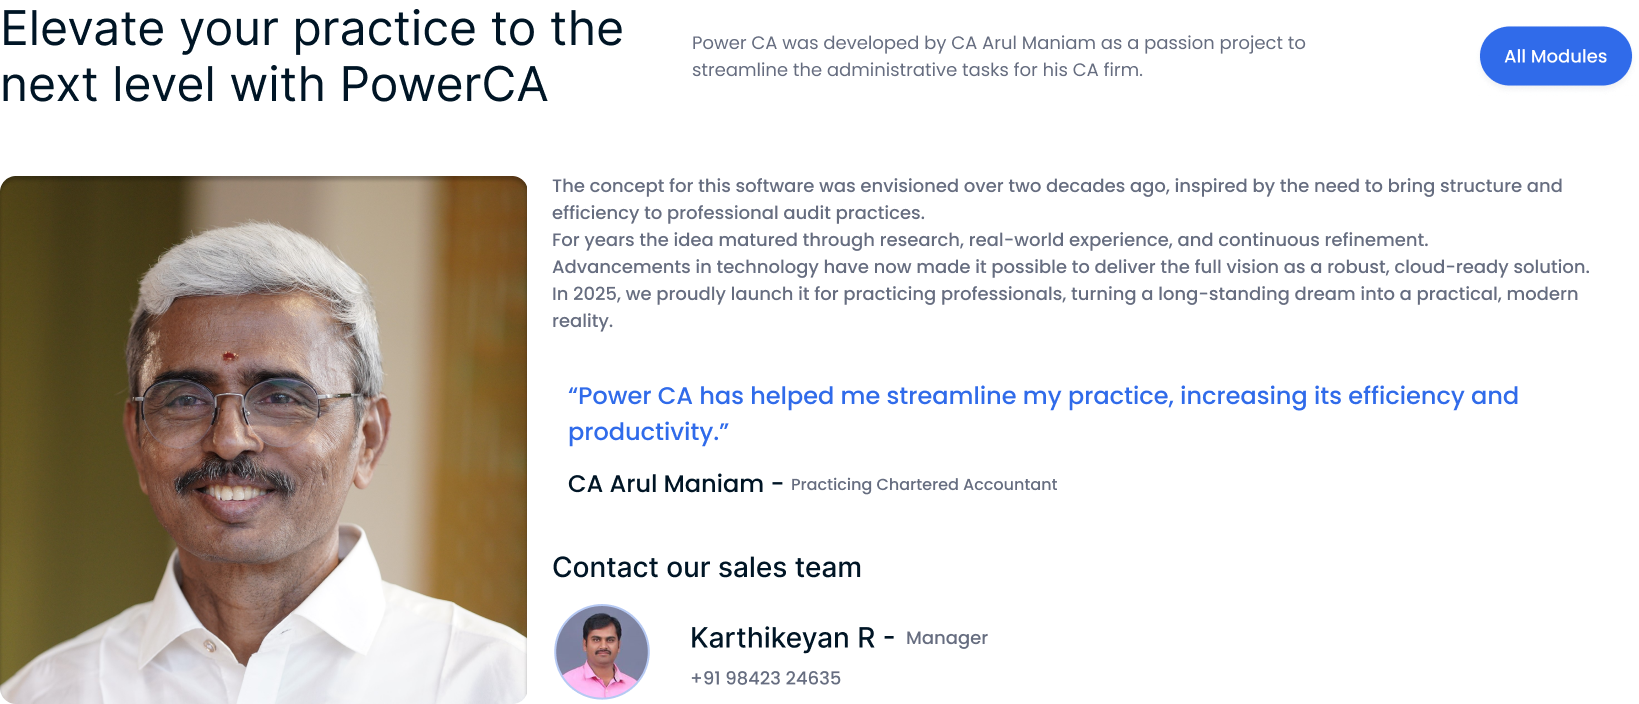 Elevate your practice to the
next level with PowerCA
Power CA was developed by CA Arul Maniam as a passion project to
streamline the administrative tasks for his CA firm.
All Modules
The concept for this software was envisioned over two decades ago, inspired by the need to bring structure and
efficiency to professional audit practices.
For years the idea matured through research, real-world experience, and continuous refinement.
Advancements in technology have now made it possible to deliver the full vision as a robust, cloud-ready solution.
In 2025, we proudly launch it for practicing professionals, turning a long-standing dream into a practical, modern
reality.
“Power CA has helped me streamline my practice, increasing its efficiency and
productivity.”
CA Arul Maniam - Practicing Chartered Accountant
Contact our sales team
Karthikeyan R - Manager
+91 98423 24635